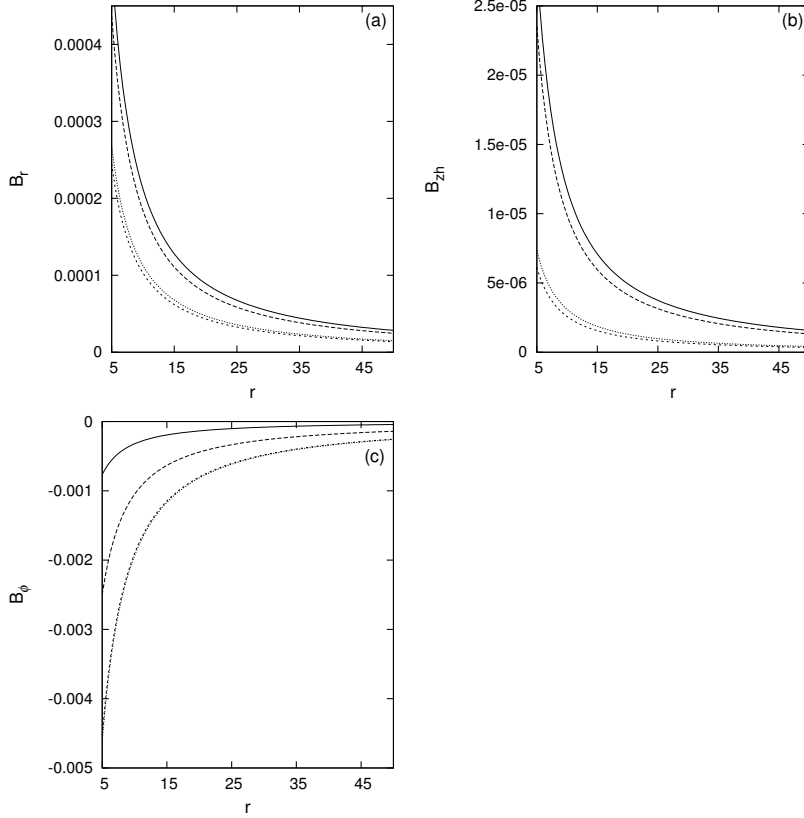 (a)
0.0004
0.0003
0.0002
0.0001
0
B_r
5 15 25 35 45
r
(b)
2.5e-05
2e-05
1.5e-05
1e-05
5e-06
0
B_zh
5 15 25 35 45
r
(c)
0
-0.001
-0.002
-0.003
-0.004
-0.005
B_ϕ
5 15 25 35 45
r